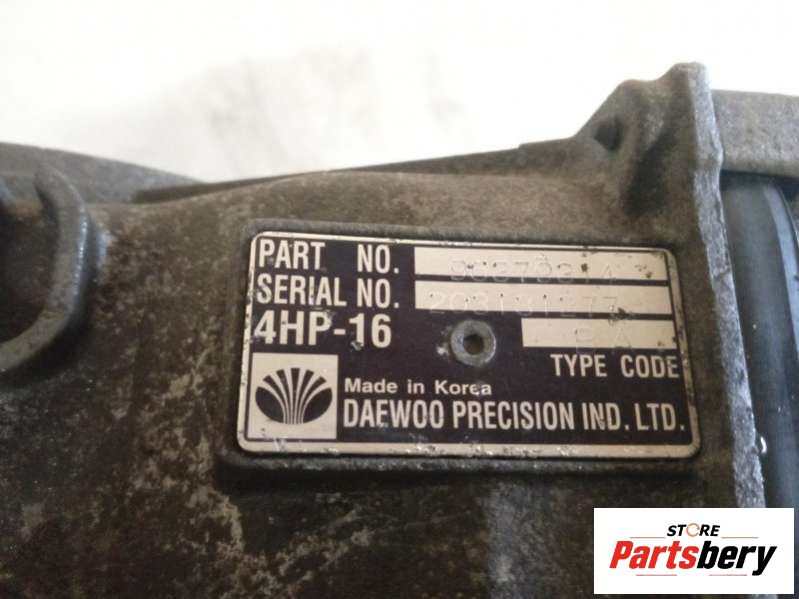 PART NO.
SERIAL NO.
4HP-16
TYPE CODE
Made in Korea
DAEWOO PRECISION IND. LTD.
STORE
Partsbery